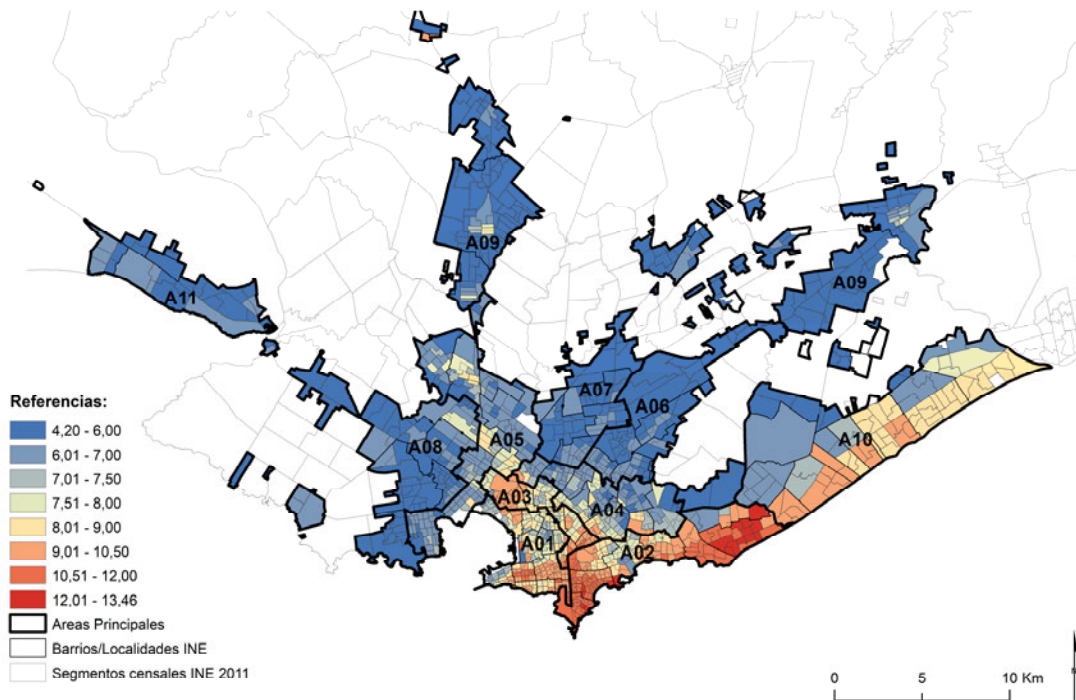 A09
A11
A09
A07
A06
A08
A05
A10
A03
A04
A01
A02
Referencias:
4,20 - 6,00
6,01 - 7,00
7,01 - 7,50
7,51 - 8,00
8,01 - 9,00
9,01 - 10,50
10,51 - 12,00
12,01 - 13.46
Areas Principales
Barrios/Localidades INE
Segmentos censales INE 2011
0 5 10 Km